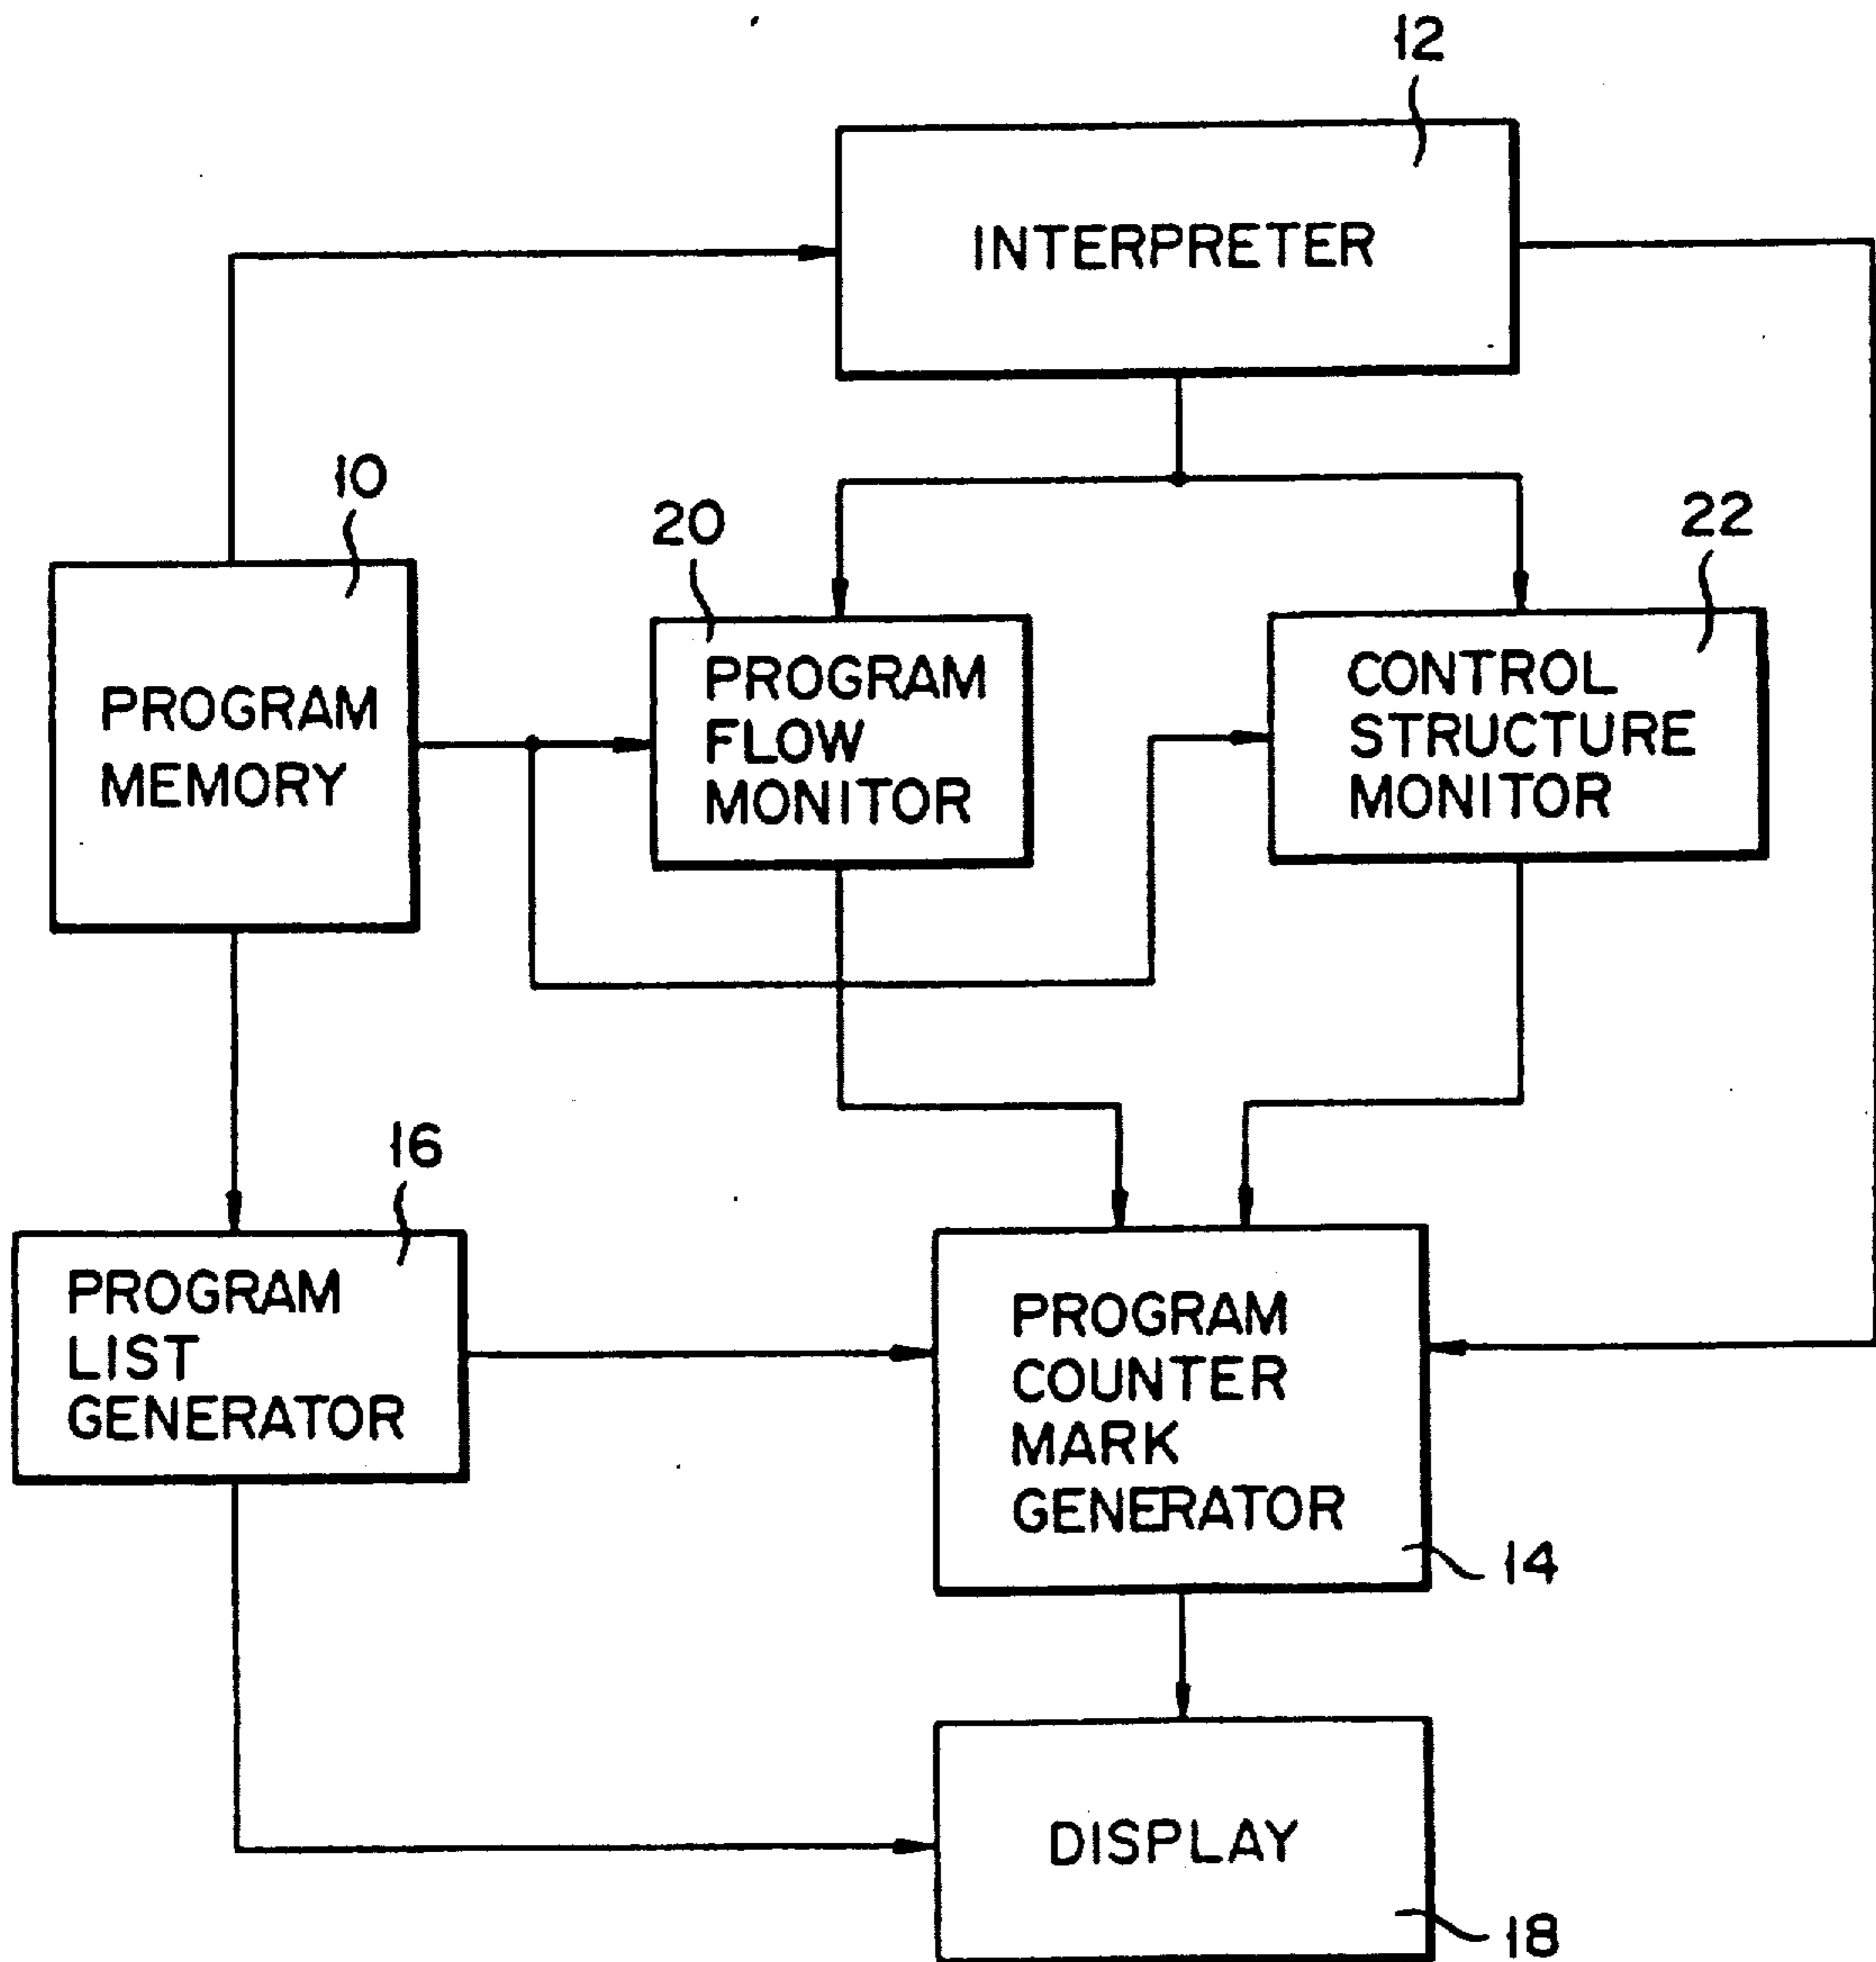 12
INTERPRETER
10
20
22
PROGRAM
MEMORY
PROGRAM
FLOW
MONITOR
CONTROL
STRUCTURE
MONITOR
16
PROGRAM
LIST
GENERATOR
PROGRAM
COUNTER
MARK
GENERATOR
14
DISPLAY
18